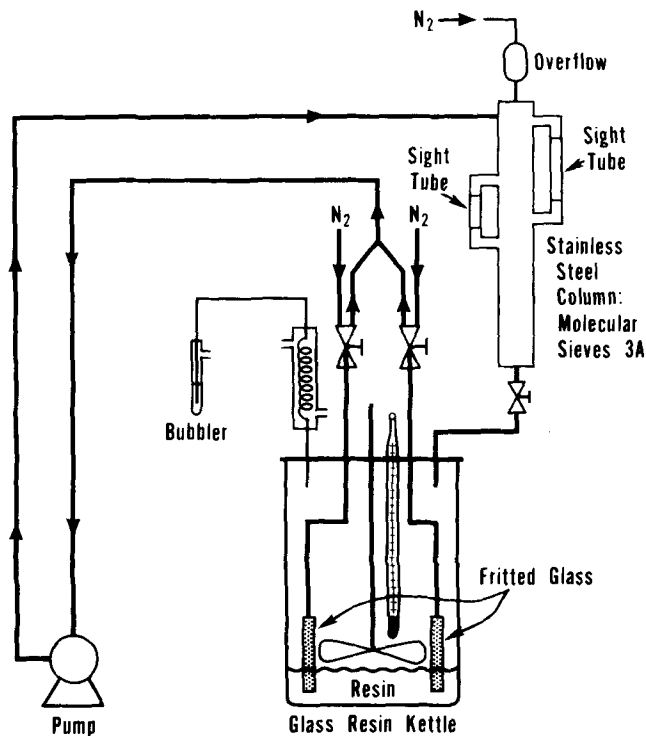 N2
Overflow
Sight
Tube
Sight
Tube
N2
N2
Stainless
Steel
Column:
Molecular
Sieves 3A
Bubbler
Fritted Glass
Resin
Pump
Glass Resin Kettle